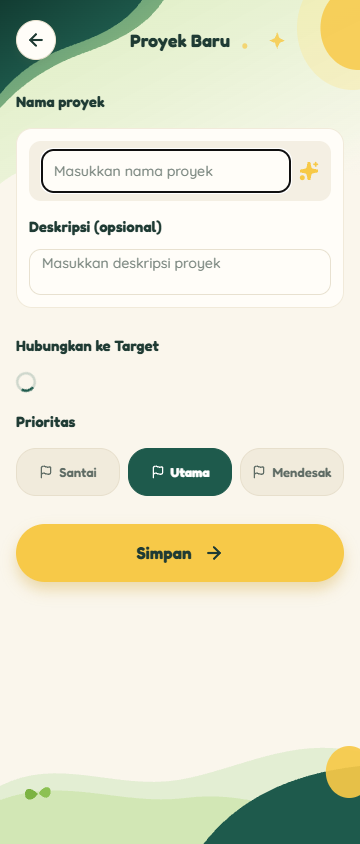 Proyek Baru
Nama proyek
Masukkan nama proyek
Deskripsi (opsional)
Masukkan deskripsi proyek
Hubungkan ke Target
Prioritas
Santai
Utama
Mendesak
Simpan